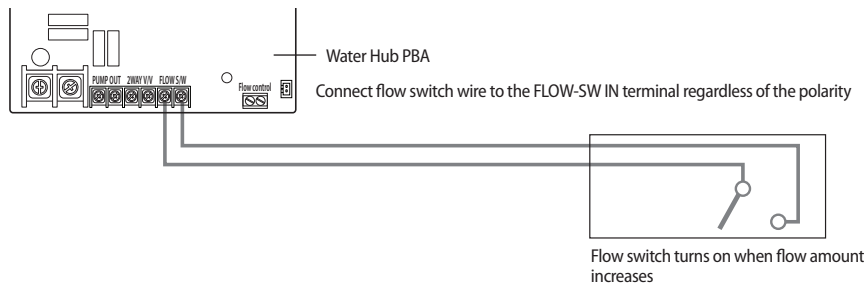 Water Hub PBA
PUMP OUT 2WAY V/V FLOW S/W
Flow control
Connect flow switch wire to the FLOW-SW IN terminal regardless of the polarity
Flow switch turns on when flow amount
increases